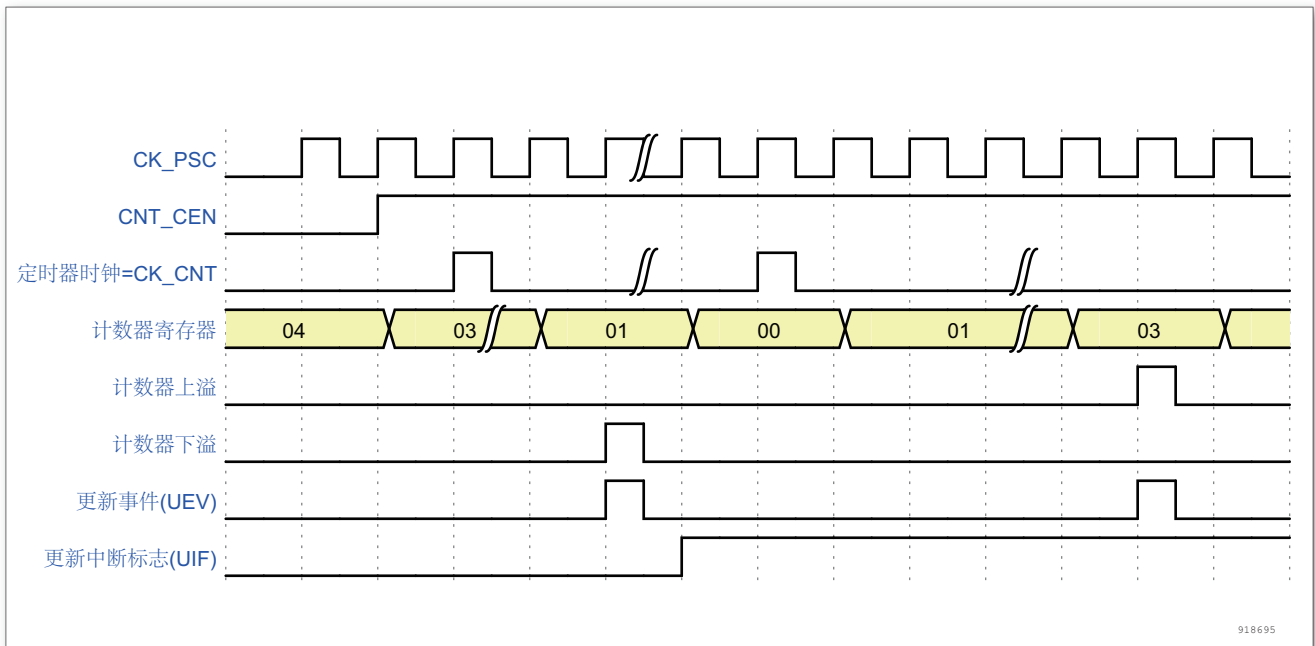 CK_PSC
CNT_CEN
定时器时钟=CK_CNT
计数器寄存器 04 03 01 00 01 03
计数器上溢
计数器下溢
更新事件(UEV)
更新中断标志(UIF)
918695